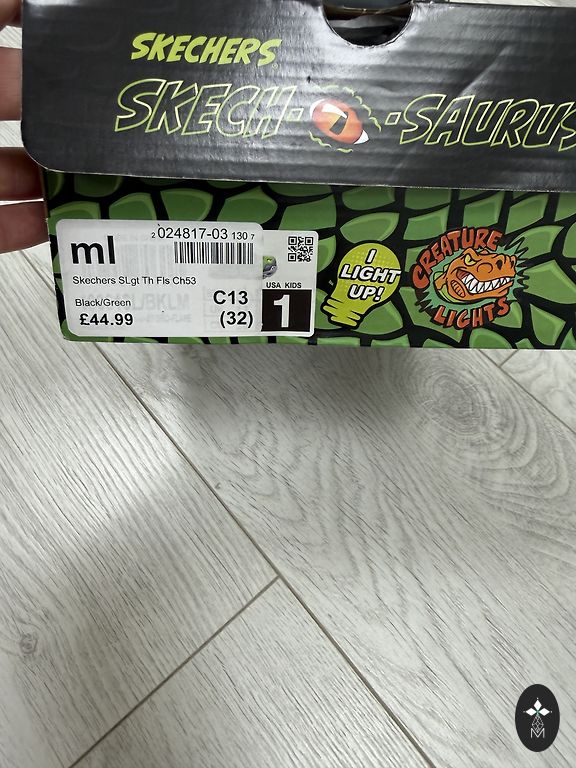 SKECHERS
SKECH-O-SAURUS
ml
2 024817-03 130 7
Skechers SLgt Th Fls Ch53
Black/Green
£44.99
C13
(32)
USA KIDS
1
I
LIGHT
UP!
CREATURE
LIGHTS
M